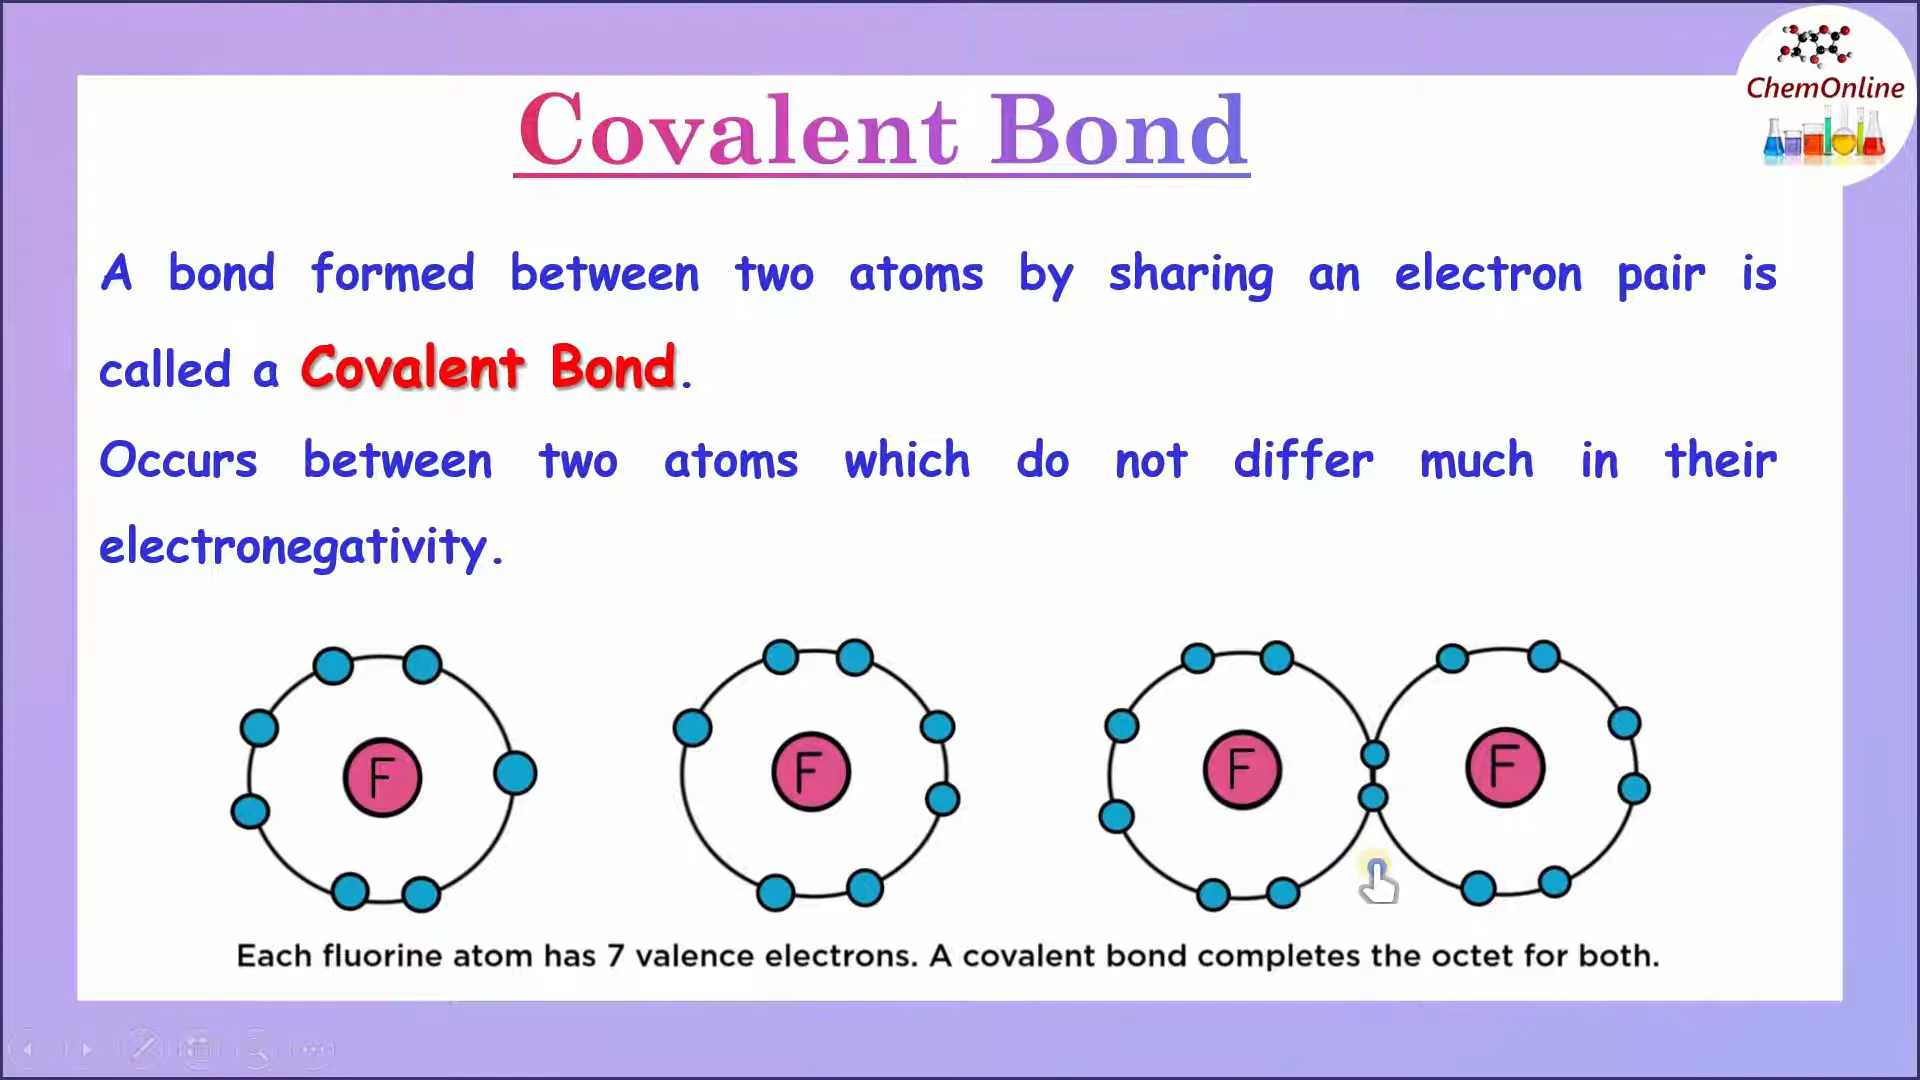 ChemOnline
Covalent Bond
A bond formed between two atoms by sharing an electron pair is
called a Covalent Bond.
Occurs between two atoms which do not differ much in their
electronegativity.
F
F
F
F
Each fluorine atom has 7 valence electrons. A covalent bond completes the octet for both.